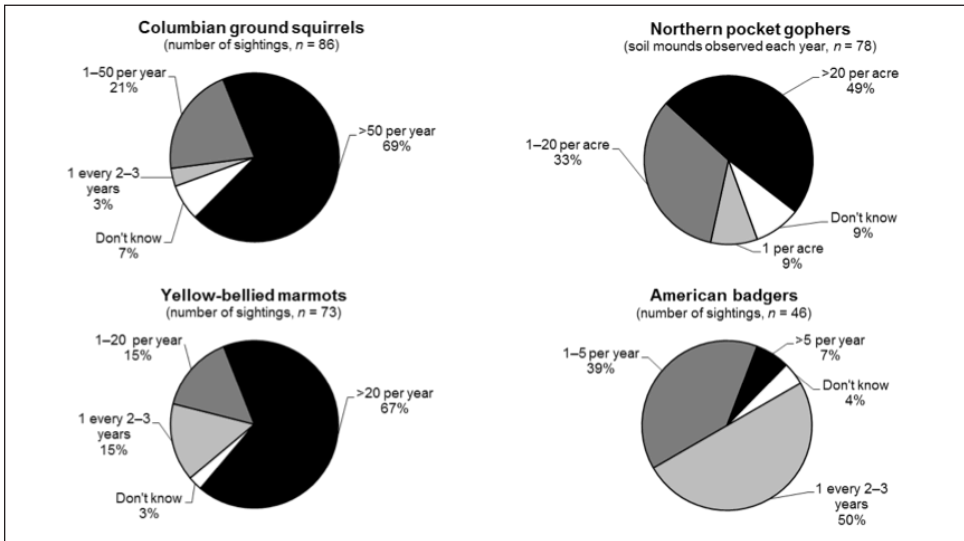 Columbian ground squirrels
(number of sightings, n = 86)
1–50 per year
21%
>50 per year
69%
1 every 2–3
years
3%
Don't know
7%
Northern pocket gophers
(soil mounds observed each year, n = 78)
>20 per acre
49%
1–20 per acre
33%
Don't know
9%
1 per acre
9%
Yellow-bellied marmots
(number of sightings, n = 73)
1–20 per year
15%
>20 per year
67%
1 every 2–3
years
15%
Don't know
3%
American badgers
(number of sightings, n = 46)
>5 per year
7%
1–5 per year
39%
Don't know
4%
1 every 2–3
years
50%